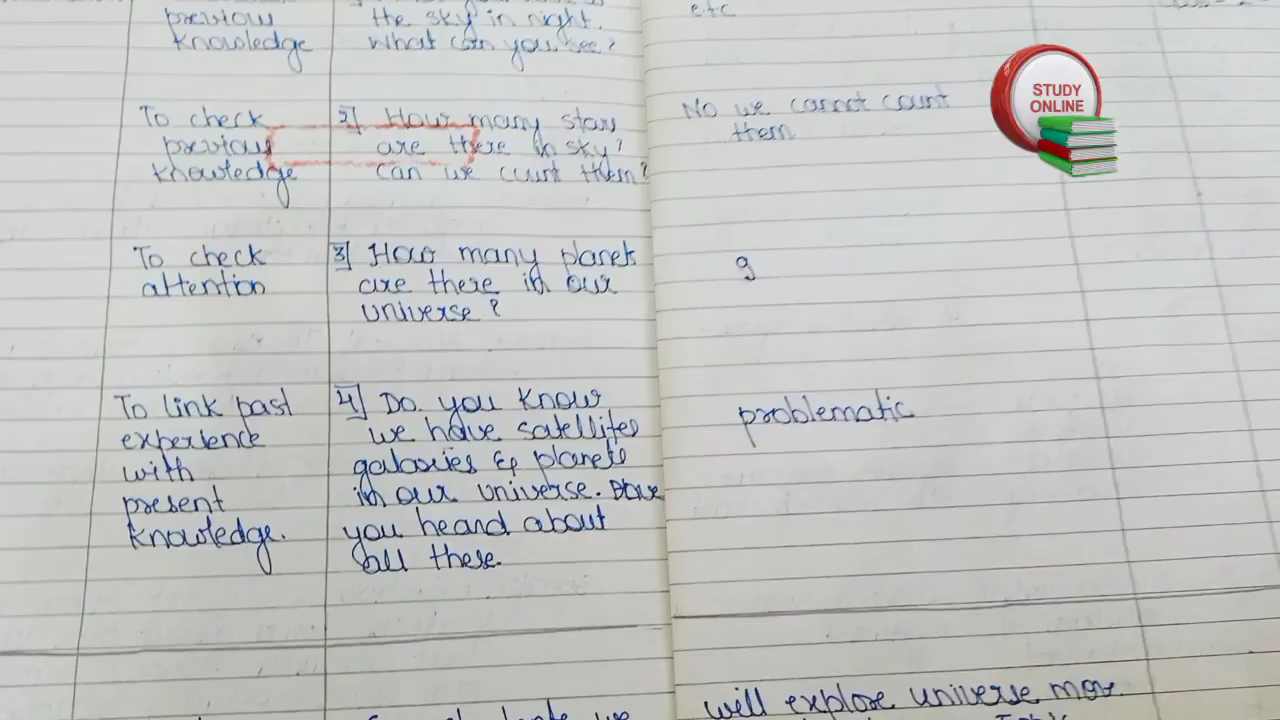 previous
knowledge
the sky in night.
What can you see?
etc
To check
previous
knowledge
2] How many stars
are there in sky?
can we count them?
No we cannot count
them
To check
attention
3] How many planets
are there in our
universe?
9
To link past
experience
with
present
knowledge.
4] Do you know
we have satellites
galaxies & planets
in our universe. Have
you heard about
all these.
problematic
will explore universe more
STUDY
ONLINE